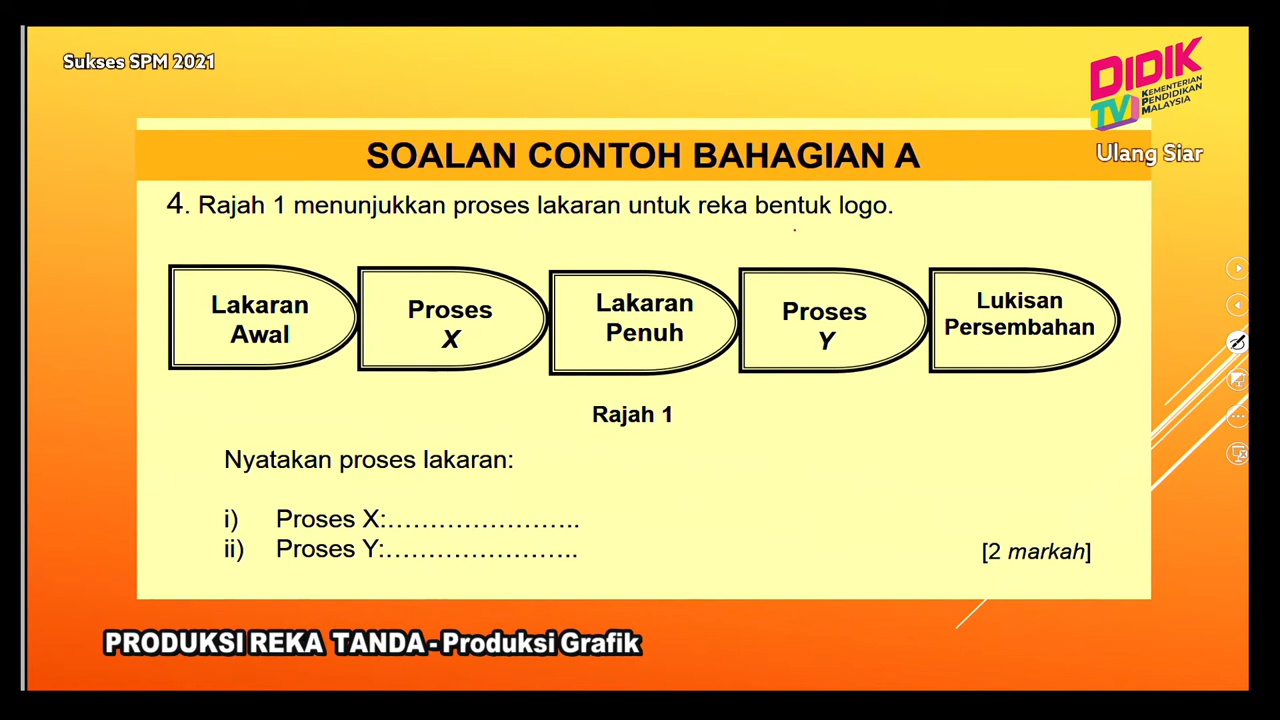 Sukses SPM 2021
DIDIK
TV KEMENTERIAN
PENDIDIKAN
MALAYSIA
Ulang Siar
SOALAN CONTOH BAHAGIAN A
4. Rajah 1 menunjukkan proses lakaran untuk reka bentuk logo.
Lakaran
Awal
Proses
X
Lakaran
Penuh
Proses
Y
Lukisan
Persembahan
Rajah 1
Nyatakan proses lakaran:
i) Proses X:…………………..
ii) Proses Y:…………………..
[2 markah]
PRODUKSI REKA TANDA - Produksi Grafik